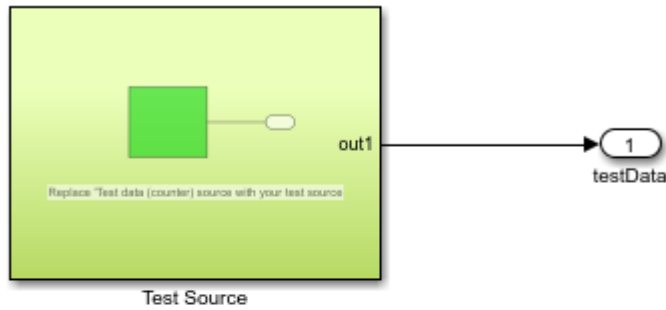 out1
1
testData
Replace 'Test data (counter) source with your test source
Test Source